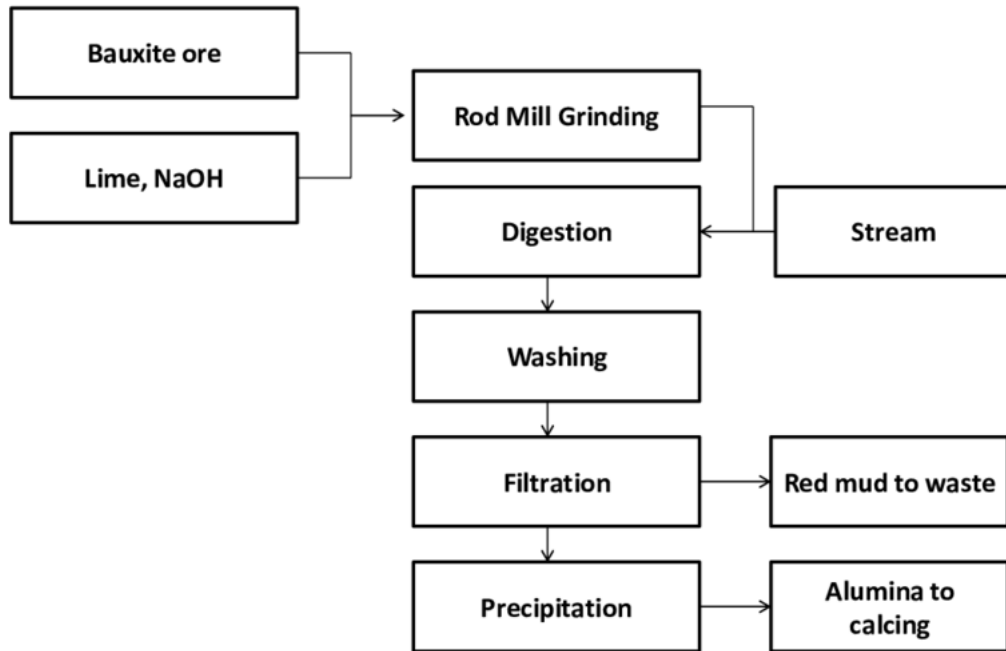 Bauxite ore
Lime, NaOH
Rod Mill Grinding
Digestion
Stream
Washing
Filtration
Red mud to waste
Precipitation
Alumina to
calcing